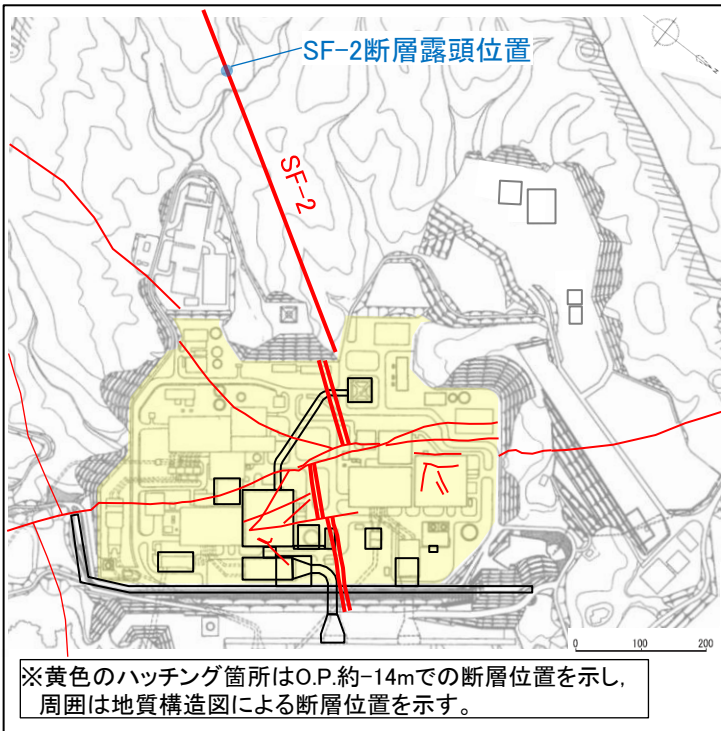 SF-2断層露頭位置
SF-2
0 100 200
※黄色のハッチング箇所はO.P.約-14mでの断層位置を示し,
周囲は地質構造図による断層位置を示す。